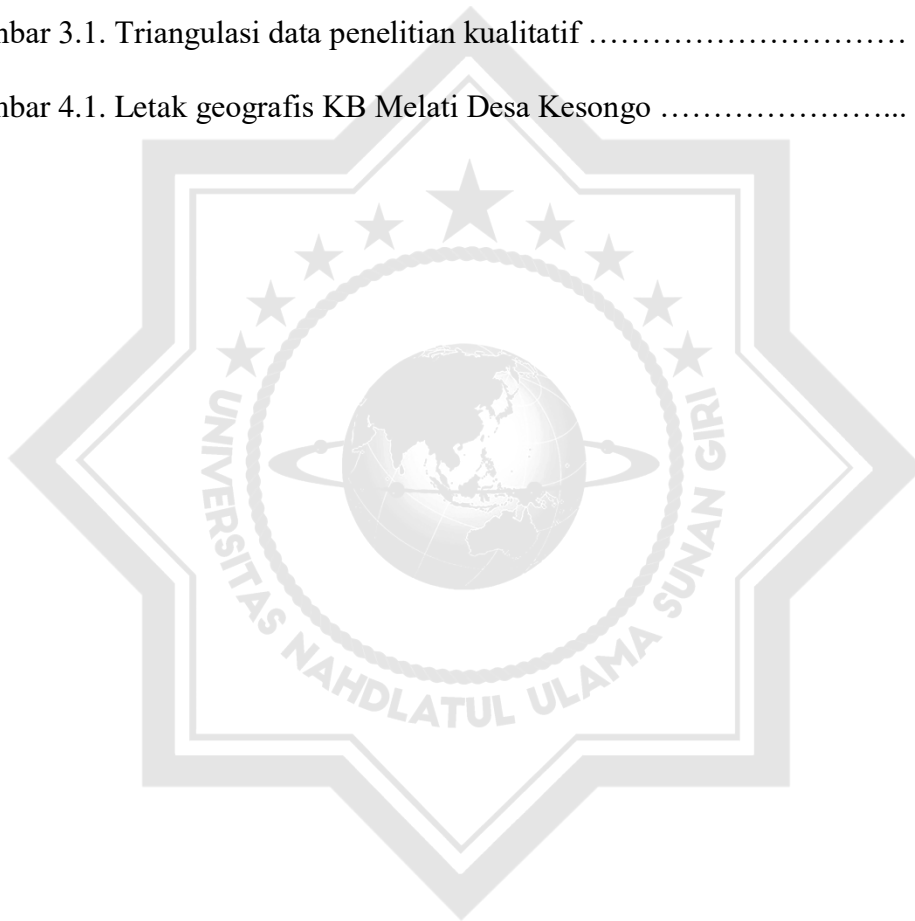 mbar 3.1. Triangulasi data penelitian kualitatif …………………………
mbar 4.1. Letak geografis KB Melati Desa Kesongo …………………...
UNIVERSITAS NAHDLATUL ULAMA SUNAN GIRI